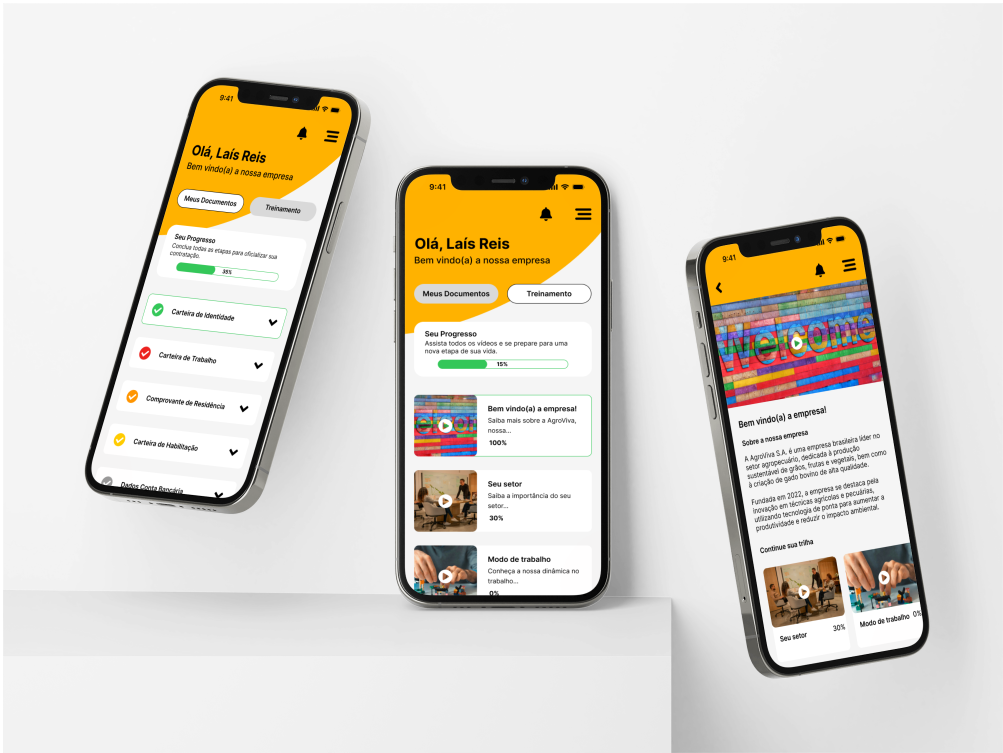 9:41
Olá, Laís Reis
Bem vindo(a) a nossa empresa
Meus Documentos
Treinamento
Seu Progresso
Conclua todas as etapas para oficializar sua
contratação.
35%
Carteira de Identidade
Carteira de Trabalho
Comprovante de Residência
Carteira de Habilitação
Dados Conta Bancária
9:41
Olá, Laís Reis
Bem vindo(a) a nossa empresa
Meus Documentos
Treinamento
Seu Progresso
Assista todos os vídeos e se prepare para uma
nova etapa de sua vida.
15%
Bem vindo(a) a empresa!
Saiba mais sobre a AgroViva,
nossa...
100%
Seu setor
Saiba a importância do seu
setor...
30%
Modo de trabalho
Conheça a nossa dinâmica no
trabalho...
0%
9:41
Welcome
Bem vindo(a) a empresa!
Sobre a nossa empresa
A AgroViva S.A. é uma empresa brasileira líder no
setor agropecuário, dedicada à produção
sustentável de grãos, frutas e vegetais, bem como
à criação de gado bovino de alta qualidade.
Fundada em 2022, a empresa se destaca pela
inovação em técnicas agrícolas e pecuárias,
utilizando tecnologia de ponta para aumentar a
produtividade e reduzir o impacto ambiental.
Continue sua trilha
Seu setor 30%
Modo de trabalho 0%